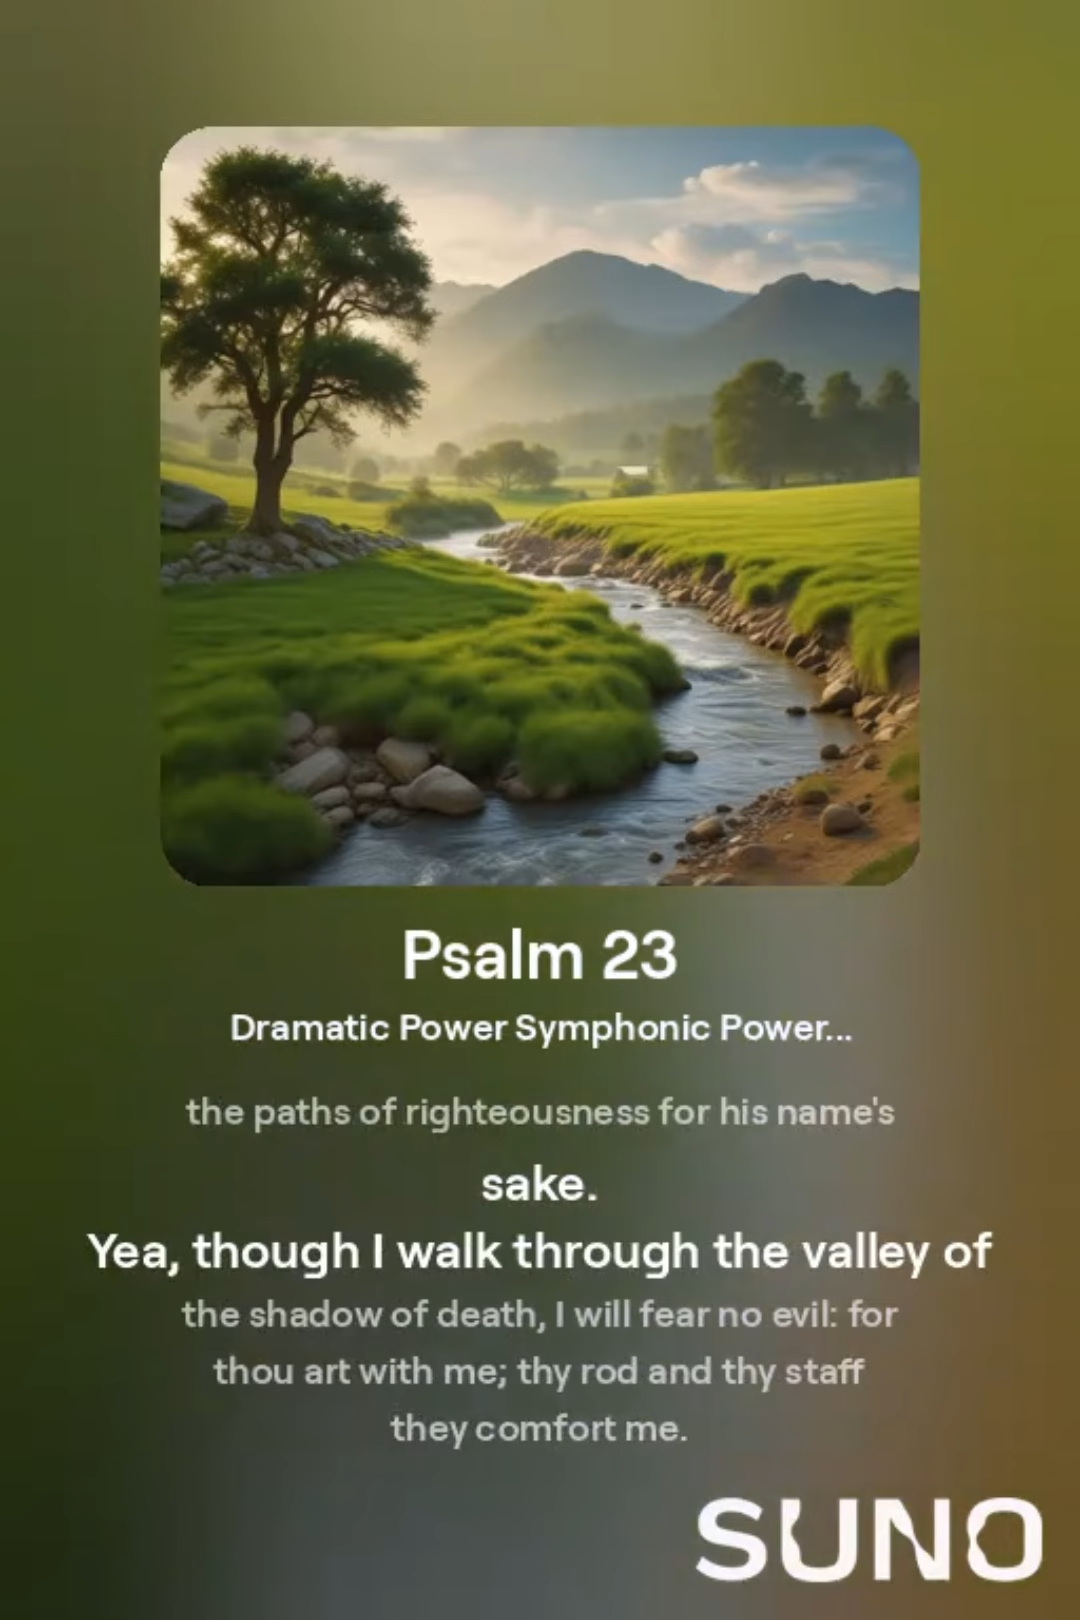 Psalm 23
Dramatic Power Symphonic Power...
the paths of righteousness for his name's
sake.
Yea, though I walk through the valley of
the shadow of death, I will fear no evil: for
thou art with me; thy rod and thy staff
they comfort me.
SUNO